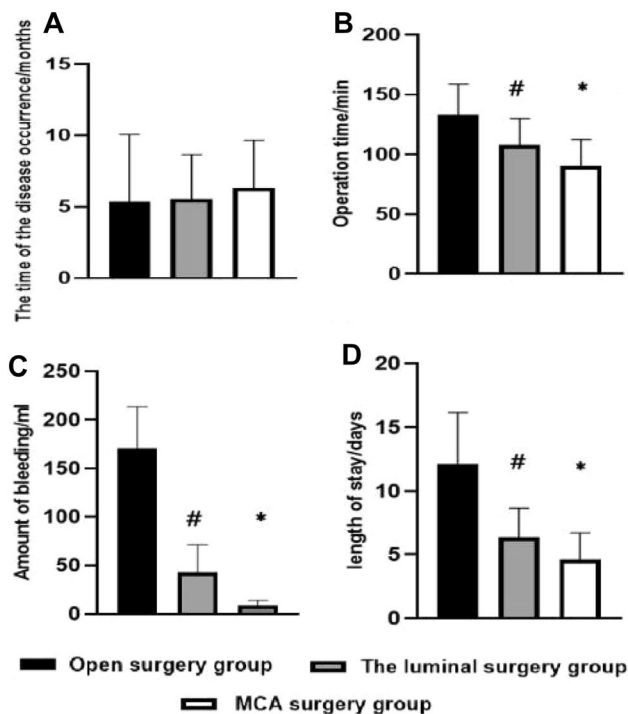 A
The time of the disease occurrence/months
15
10
5
0
B
Operation time/min
200
150
100
50
0
#
*
C
Amount of bleeding/ml
250
200
150
100
50
0
#
*
D
length of stay/days
20
15
10
5
0
#
*
Open surgery group
The luminal surgery group
MCA surgery group